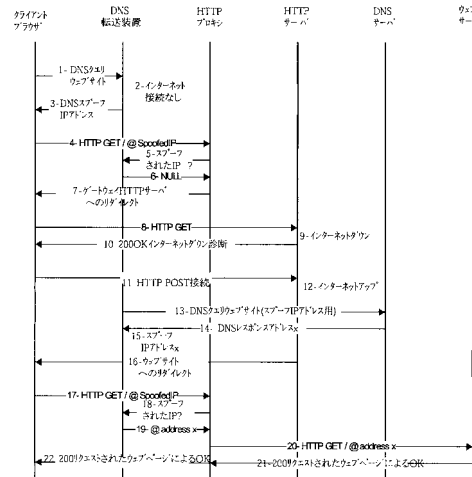 クライアント
ブラウザ
DNS
転送装置
HTTP
プロキシ
HTTP
サーバ
DNS
サーバ
ウェブ
サー
1- DNSクエリ
ウェブサイト
2-インターネット
接続なし
3-DNSスプーフ
IPアドレス
4- HTTP GET / @ SpoofedIP
5-スプーフ
されたIP ?
6- NULL
7-ゲートウェイHTTPサーバ
へのリダイレクト
8- HTTP GET
9-インターネットダウン
10-200OKインターネットダウン診断
11-HTTP POST接続
12-インターネットアップ
13-DNSクエリウェブサイト(スプーフIPアドレス用)
14- DNSレスポンスアドレスx
15-スプーフ
IPアドレスx
16-ウェブサイト
へのリダイレクト
17- HTTP GET / @ SpoofedIP
18-スプーフ
されたIP?
19- @ address x
20- HTTP GET / @ address x
21-200リクエストされたウェブページによるOK
22-200リクエストされたウェブページによるOK